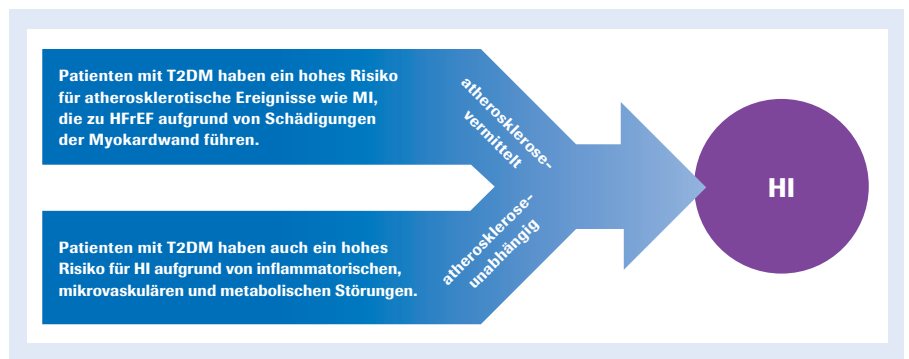 Patienten mit T2DM haben ein hohes Risiko
für atherosklerotische Ereignisse wie MI,
die zu HFrEF aufgrund von Schädigungen
der Myokardwand führen.
atherosklerose-
vermittelt
HI
Patienten mit T2DM haben auch ein hohes
Risiko für HI aufgrund von inflammatorischen,
mikrovaskulären und metabolischen Störungen.
atherosklerose-
unabhängig